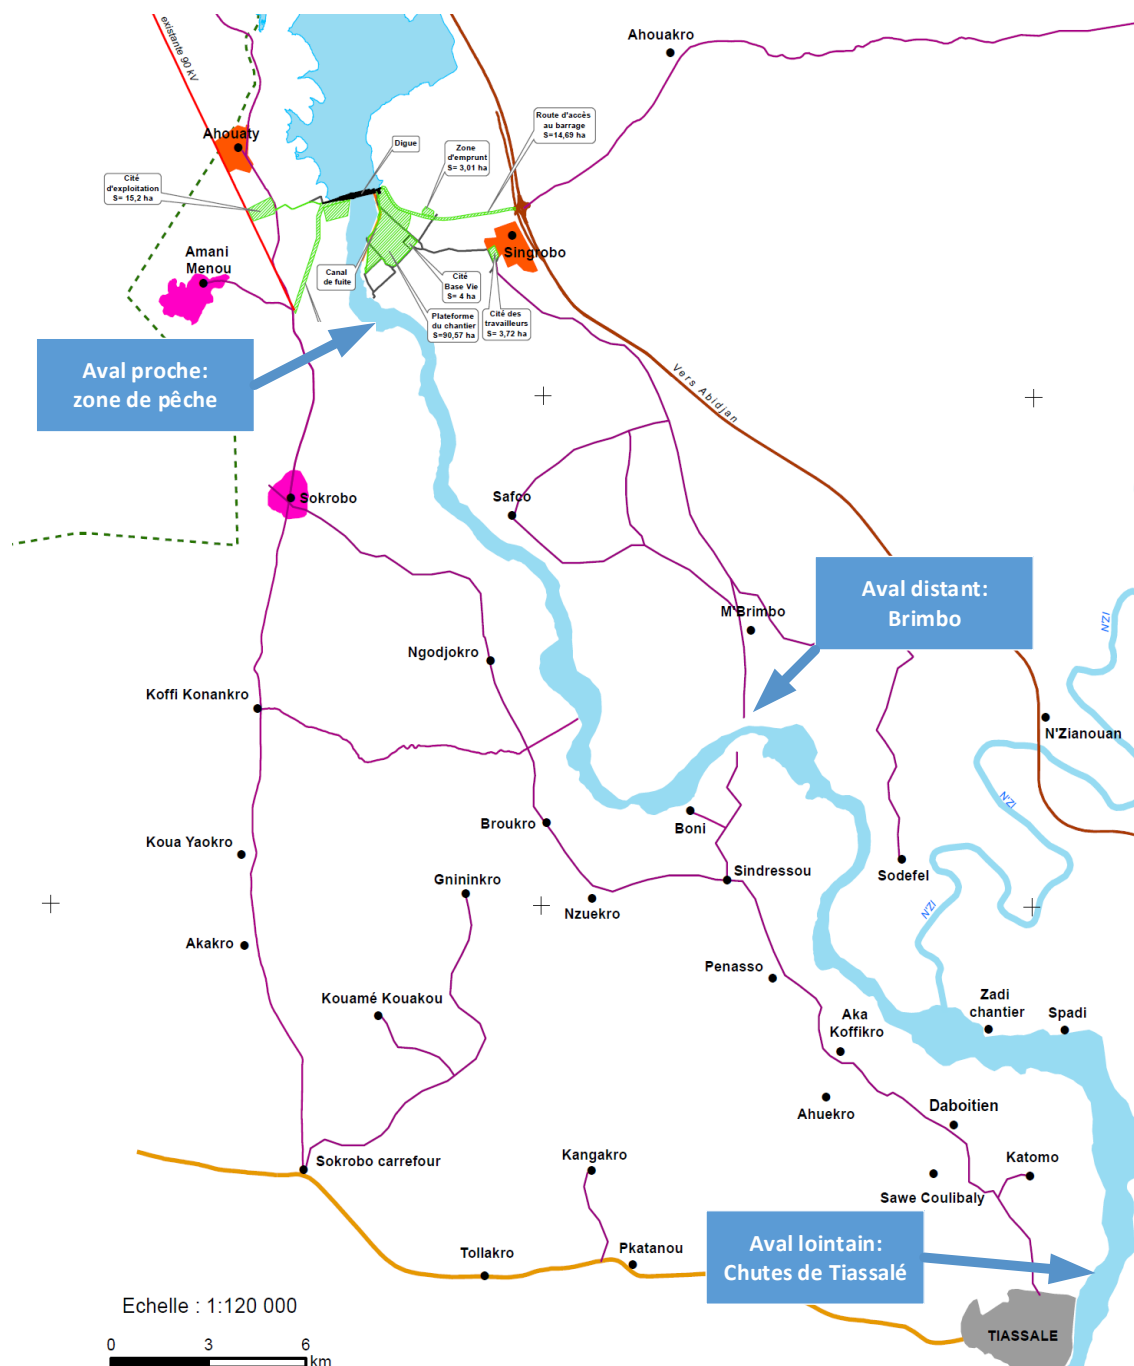 existante 90 kV
Ahouakro
Route d'accès
au barrage
S=14,69 ha
Ahouaty
Digue
Zone
d'emprunt
S= 3,01 ha
Cité
d'exploitation
S= 15,2 ha
Singrobo
Amani
Menou
Canal
de fuite
Cité
Base Vie
S= 4 ha
Plateforme
du chantier
S=90,57 ha
Cité des
travailleurs
S= 3,72 ha
Aval proche:
zone de pêche
Vers Abidjan
Sokrobo
Safco
Aval distant:
Brimbo
M'Brimbo
IZ'N
Ngodjokro
Koffi Konankro
N'Zianouan
IZ'N
Broukro
Boni
Koua Yaokro
Sindressou
Sodefel
Gnininkro
Nzuekro
IZ'N
Akakro
Penasso
Kouamé Kouakou
Zadi
chantier
Spadi
Aka
Koffikro
Ahuekro
Daboitien
Sokrobo carrefour
Kangakro
Katomo
Sawe Coulibaly
Tollakro
Pkatanou
Aval lointain:
Chutes de Tiassalé
Echelle : 1:120 000
TIASSALE
0 3 6
km